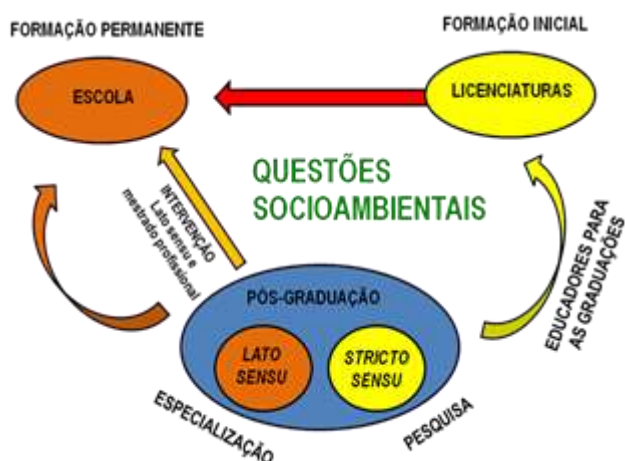 FORMAÇÃO PERMANENTE
FORMAÇÃO INICIAL
ESCOLA
LICENCIATURAS
QUESTÕES
SOCIOAMBIENTAIS
INTERVENÇÃO
Lato sensu e
mestrado profissional
EDUCADORES PARA
AS GRADUAÇÕES
PÓS-GRADUAÇÃO
LATO
SENSU
STRICTO
SENSU
ESPECIALIZAÇÃO
PESQUISA